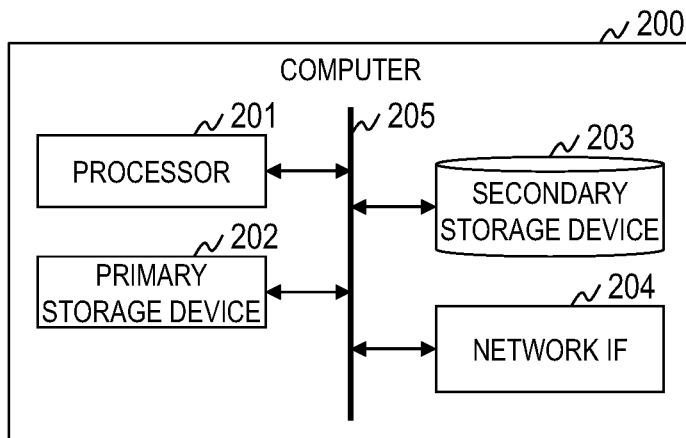 200
COMPUTER
201
PROCESSOR
202
PRIMARY
STORAGE DEVICE
205
203
SECONDARY
STORAGE DEVICE
204
NETWORK IF